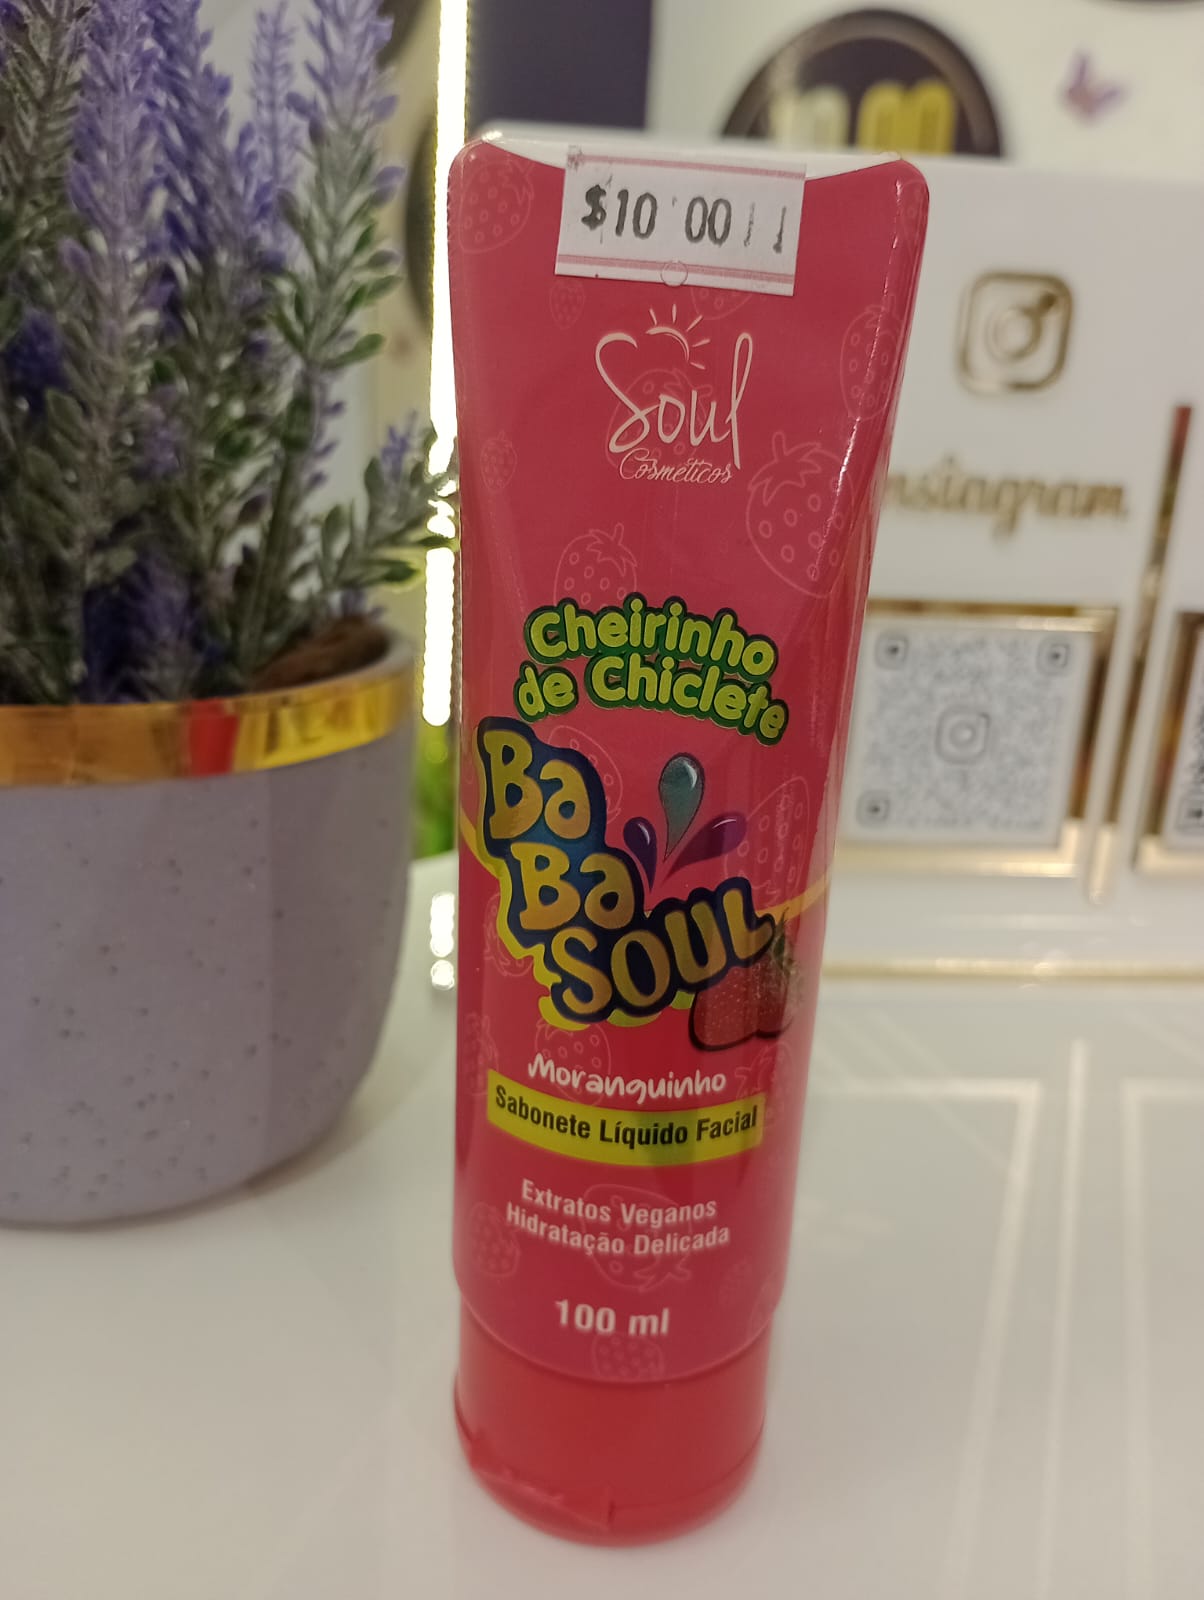 $10 00
Soul
Cosméticos
Cheirinho
de Chiclete
Ba
Ba
SOUL
Moranguinho
Sabonete Líquido Facial
Extratos Veganos
Hidratação Delicada
100 ml
Instagram